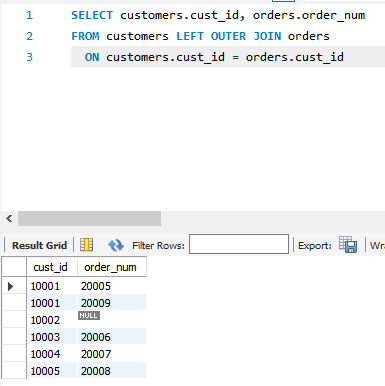 1 SELECT customers.cust_id, orders.order_num
2 FROM customers LEFT OUTER JOIN orders
3 ON customers.cust_id = orders.cust_id
Result Grid Filter Rows: Export: Wra
cust_id order_num
10001 20005
10001 20009
10002 NULL
10003 20006
10004 20007
10005 20008